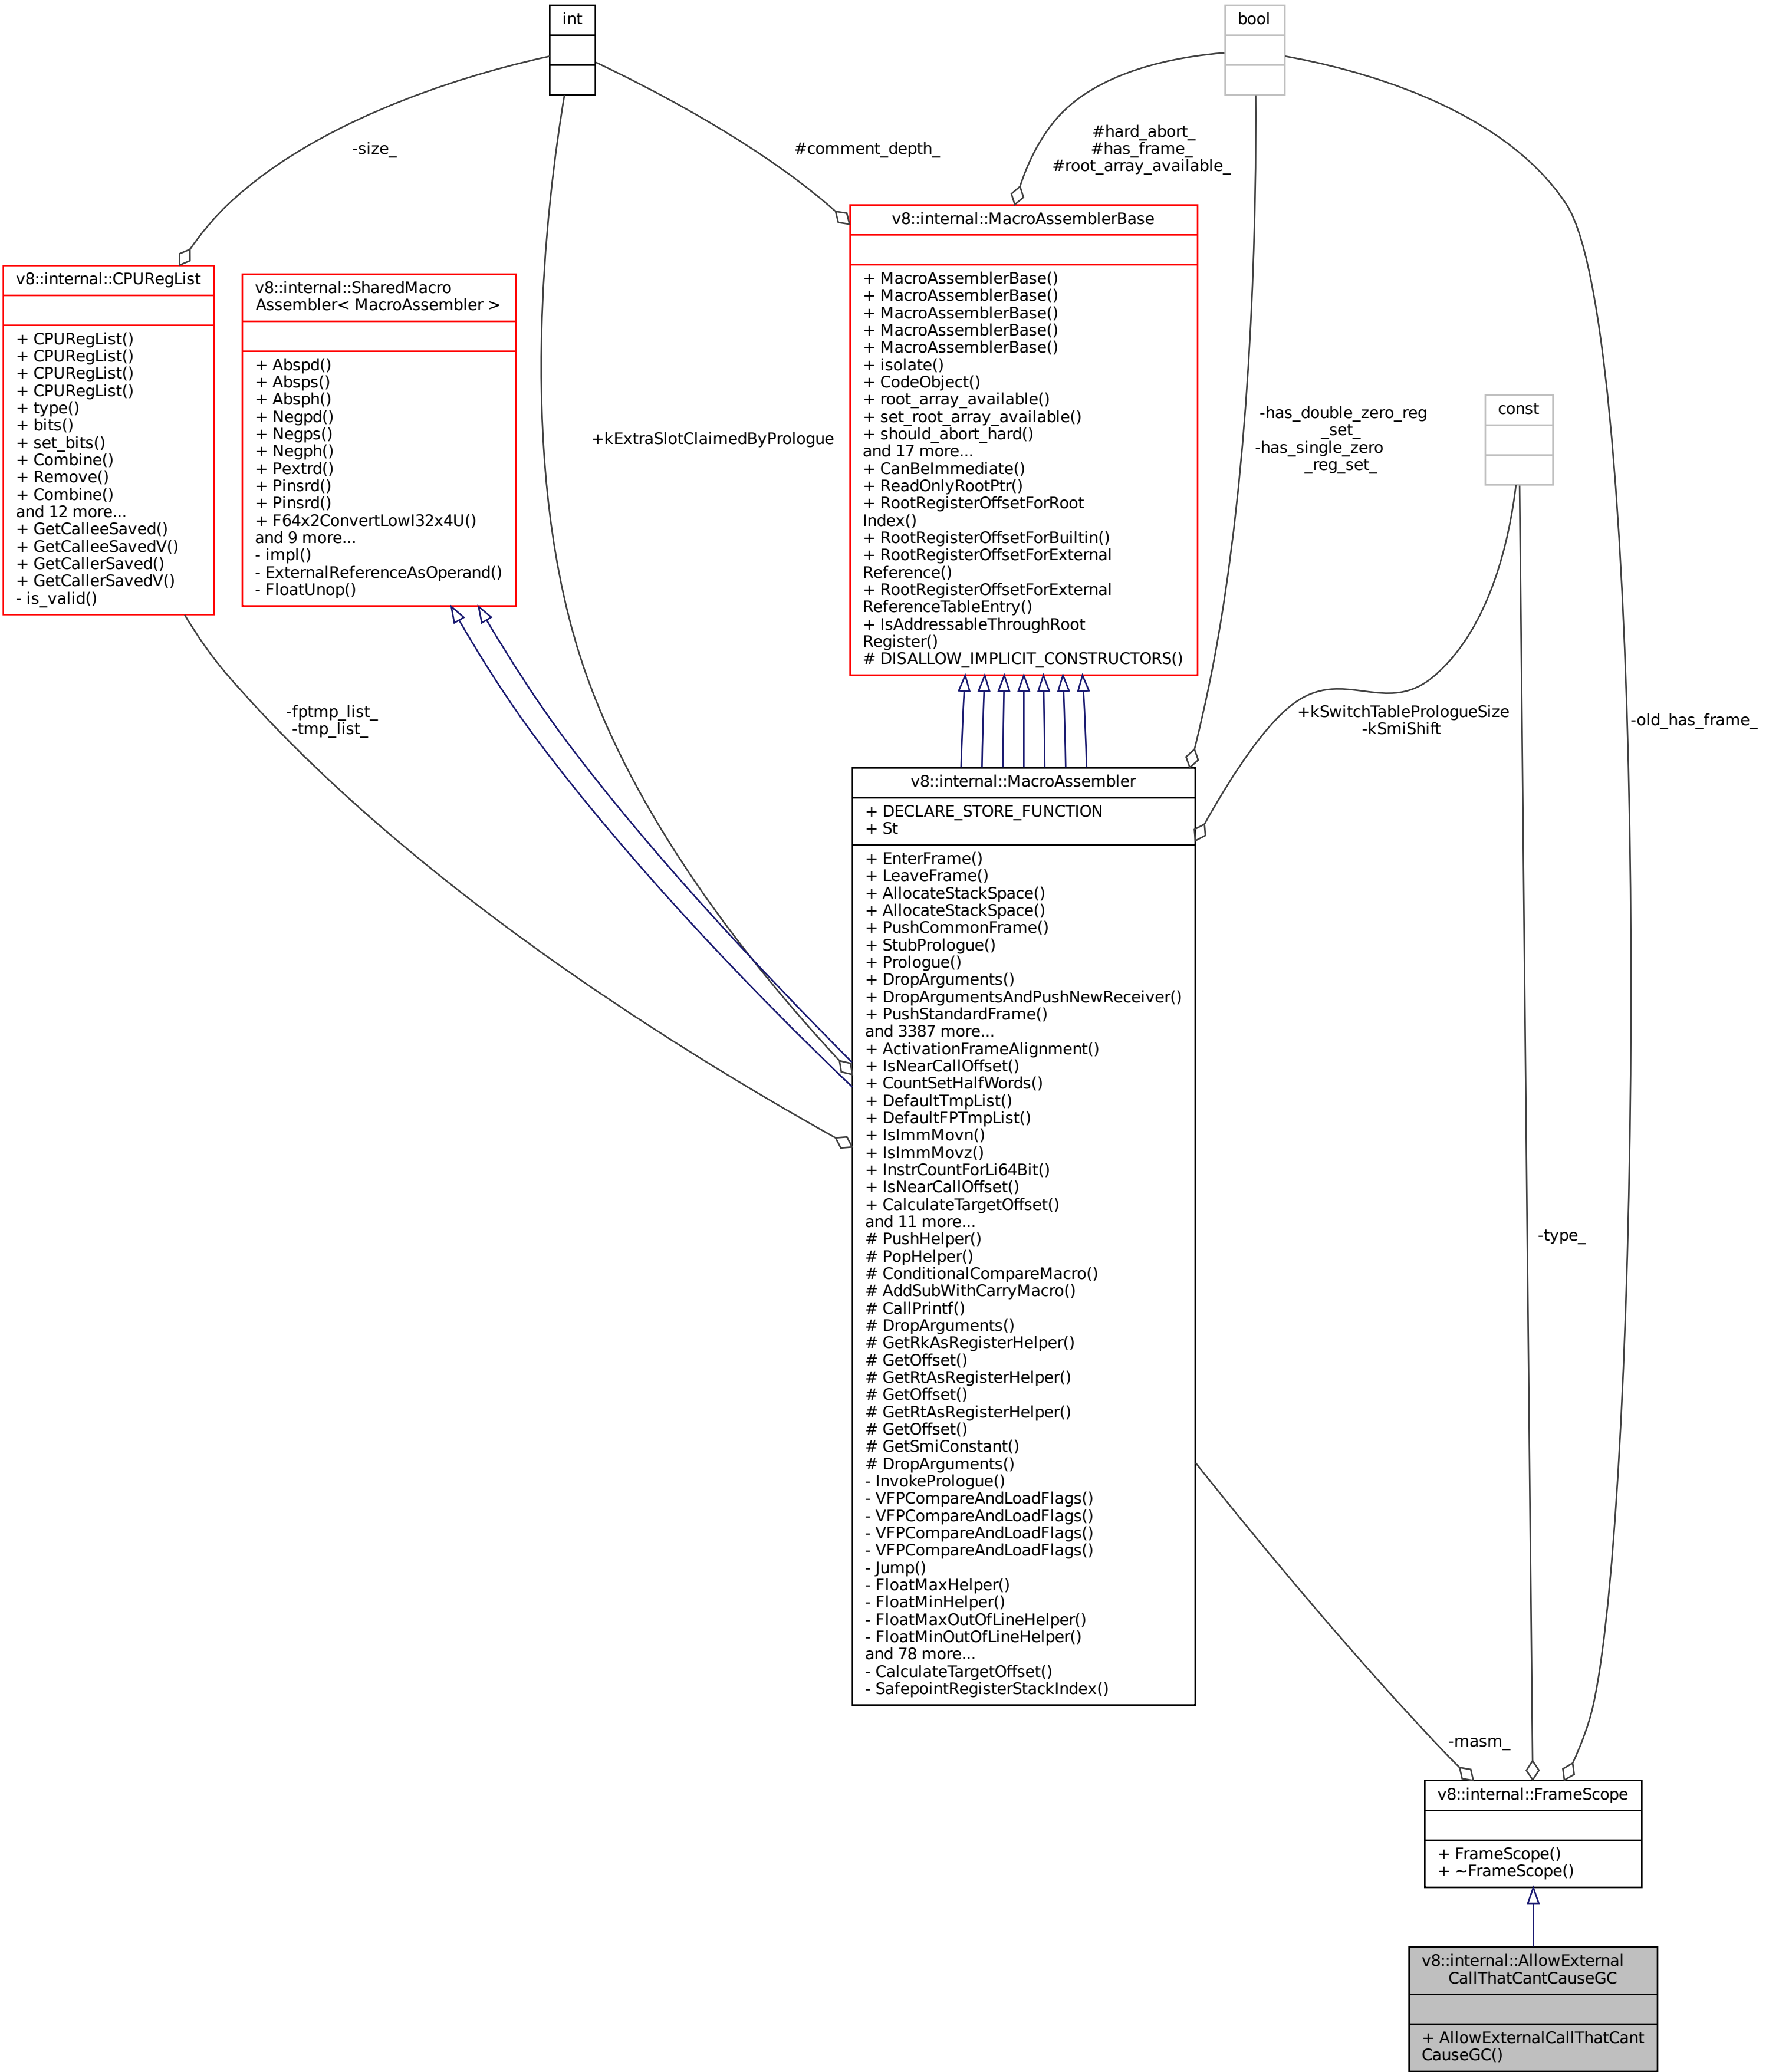 int
bool
-size_
#comment_depth_
#hard_abort_
#has_frame_
#root_array_available_
v8::internal::MacroAssemblerBase
+ MacroAssemblerBase()
+ MacroAssemblerBase()
+ MacroAssemblerBase()
+ MacroAssemblerBase()
+ MacroAssemblerBase()
+ isolate()
+ CodeObject()
+ root_array_available()
+ set_root_array_available()
+ should_abort_hard()
and 17 more...
+ CanBeImmediate()
+ ReadOnlyRootPtr()
+ RootRegisterOffsetForRoot
Index()
+ RootRegisterOffsetForBuiltin()
+ RootRegisterOffsetForExternal
Reference()
+ RootRegisterOffsetForExternal
ReferenceTableEntry()
+ IsAddressableThroughRoot
Register()
# DISALLOW_IMPLICIT_CONSTRUCTORS()
v8::internal::CPURegList
+ CPURegList()
+ CPURegList()
+ CPURegList()
+ CPURegList()
+ type()
+ bits()
+ set_bits()
+ Combine()
+ Remove()
+ Combine()
and 12 more...
+ GetCalleeSaved()
+ GetCalleeSavedV()
+ GetCallerSaved()
+ GetCallerSavedV()
- is_valid()
v8::internal::SharedMacro
Assembler< MacroAssembler >
+ Abspd()
+ Absps()
+ Absph()
+ Negpd()
+ Negps()
+ Negph()
+ Pextrd()
+ Pinsrd()
+ Pinsrd()
+ F64x2ConvertLowI32x4U()
and 9 more...
- impl()
- ExternalReferenceAsOperand()
- FloatUnop()
+kExtraSlotClaimedByPrologue
-has_double_zero_reg
_set_
-has_single_zero
_reg_set_
const
-fptmp_list_
-tmp_list_
+kSwitchTablePrologueSize
-kSmiShift
-old_has_frame_
v8::internal::MacroAssembler
+ DECLARE_STORE_FUNCTION
+ St
+ EnterFrame()
+ LeaveFrame()
+ AllocateStackSpace()
+ AllocateStackSpace()
+ PushCommonFrame()
+ StubPrologue()
+ Prologue()
+ DropArguments()
+ DropArgumentsAndPushNewReceiver()
+ PushStandardFrame()
and 3387 more...
+ ActivationFrameAlignment()
+ IsNearCallOffset()
+ CountSetHalfWords()
+ DefaultTmpList()
+ DefaultFPTmpList()
+ IsImmMovn()
+ IsImmMovz()
+ InstrCountForLi64Bit()
+ IsNearCallOffset()
+ CalculateTargetOffset()
and 11 more...
# PushHelper()
# PopHelper()
# ConditionalCompareMacro()
# AddSubWithCarryMacro()
# CallPrintf()
# DropArguments()
# GetRkAsRegisterHelper()
# GetOffset()
# GetRtAsRegisterHelper()
# GetOffset()
# GetRtAsRegisterHelper()
# GetOffset()
# GetSmiConstant()
# DropArguments()
- InvokePrologue()
- VFPCompareAndLoadFlags()
- VFPCompareAndLoadFlags()
- VFPCompareAndLoadFlags()
- VFPCompareAndLoadFlags()
- Jump()
- FloatMaxHelper()
- FloatMinHelper()
- FloatMaxOutOfLineHelper()
- FloatMinOutOfLineHelper()
and 78 more...
- CalculateTargetOffset()
- SafepointRegisterStackIndex()
-type_
-masm_
v8::internal::FrameScope
+ FrameScope()
+ ~FrameScope()
v8::internal::AllowExternal
CallThatCantCauseGC
+ AllowExternalCallThatCant
CauseGC()